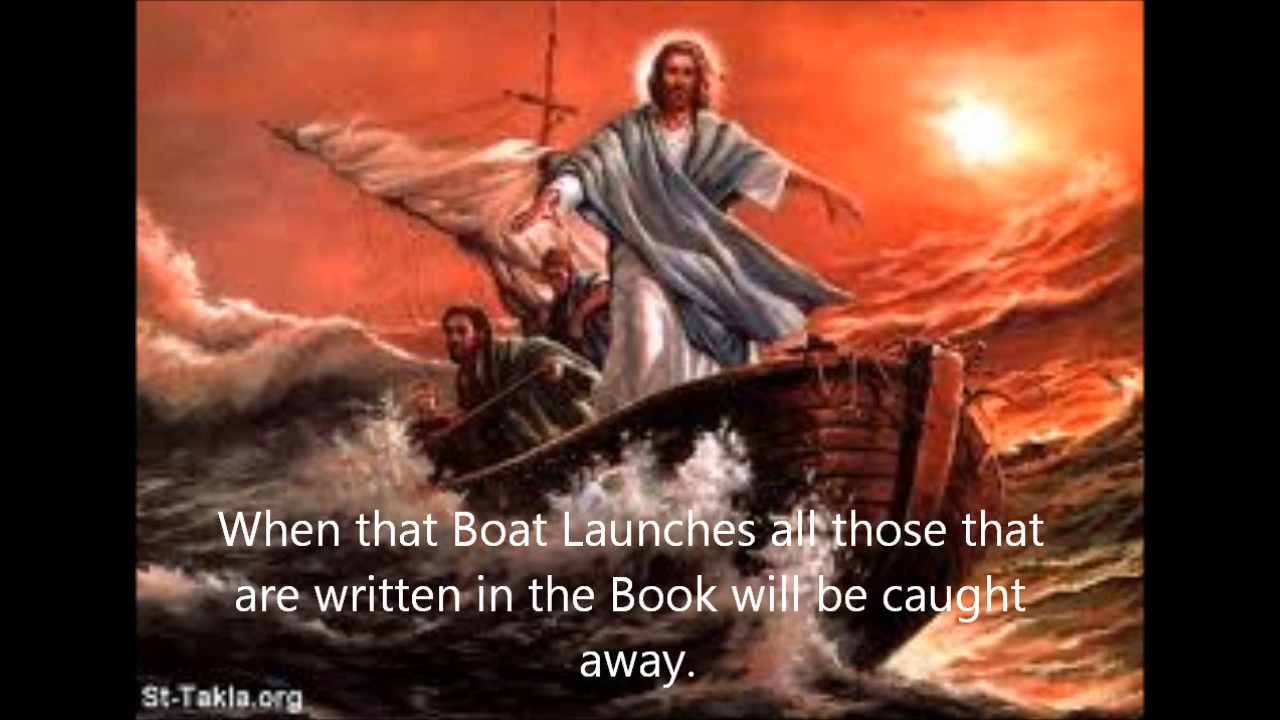 When that Boat Launches all those that
are written in the Book will be caught
away.
St-Takla.org